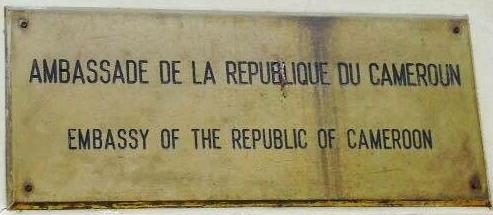 AMBASSADE DE LA REPUBLIQUE DU CAMEROUN
EMBASSY OF THE REPUBLIC OF CAMEROON